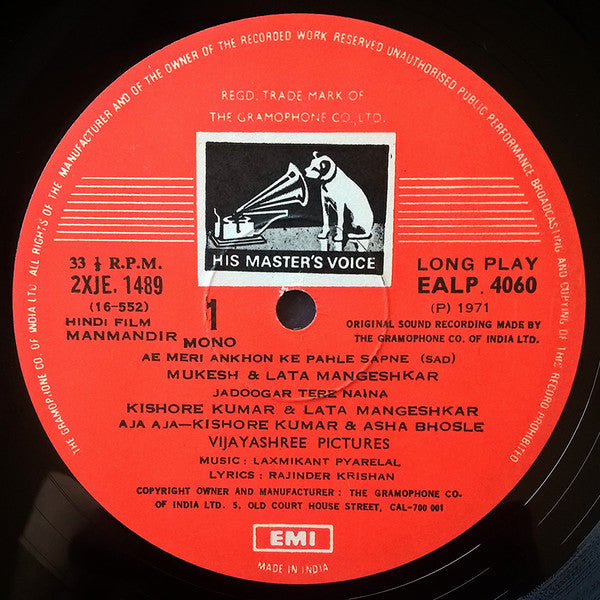 THE GRAMOPHONE CO. OF INDIA LTD. ALL RIGHTS OF THE MANUFACTURER AND OF THE OWNER OF THE RECORDED WORK RESERVED UNAUTHORISED PUBLIC PERFORMANCE BROADCASTING AND COPYING OF THIS RECORD PROHIBITED
REGD. TRADE MARK OF
THE GRAMOPHONE CO., LTD.
HIS MASTER'S VOICE
33 ⅓ R.P.M.
2XJE. 1489
(16-552)
HINDI FILM
MANMANDIR
1
MONO
LONG PLAY
EALP. 4060
(P) 1971
ORIGINAL SOUND RECORDING MADE BY
THE GRAMOPHONE CO. OF INDIA LTD.
AE MERI ANKHON KE PAHLE SAPNE (SAD)
MUKESH & LATA MANGESHKAR
JADOOGAR TERE NAINA
KISHORE KUMAR & LATA MANGESHKAR
AJA AJA—KISHORE KUMAR & ASHA BHOSLE
VIJAYASHREE PICTURES
MUSIC : LAXMIKANT PYARELAL
LYRICS : RAJINDER KRISHAN
COPYRIGHT OWNER AND MANUFACTURER : THE GRAMOPHONE CO.
OF INDIA LTD. 5, OLD COURT HOUSE STREET, CAL-700 001
EMI
MADE IN INDIA